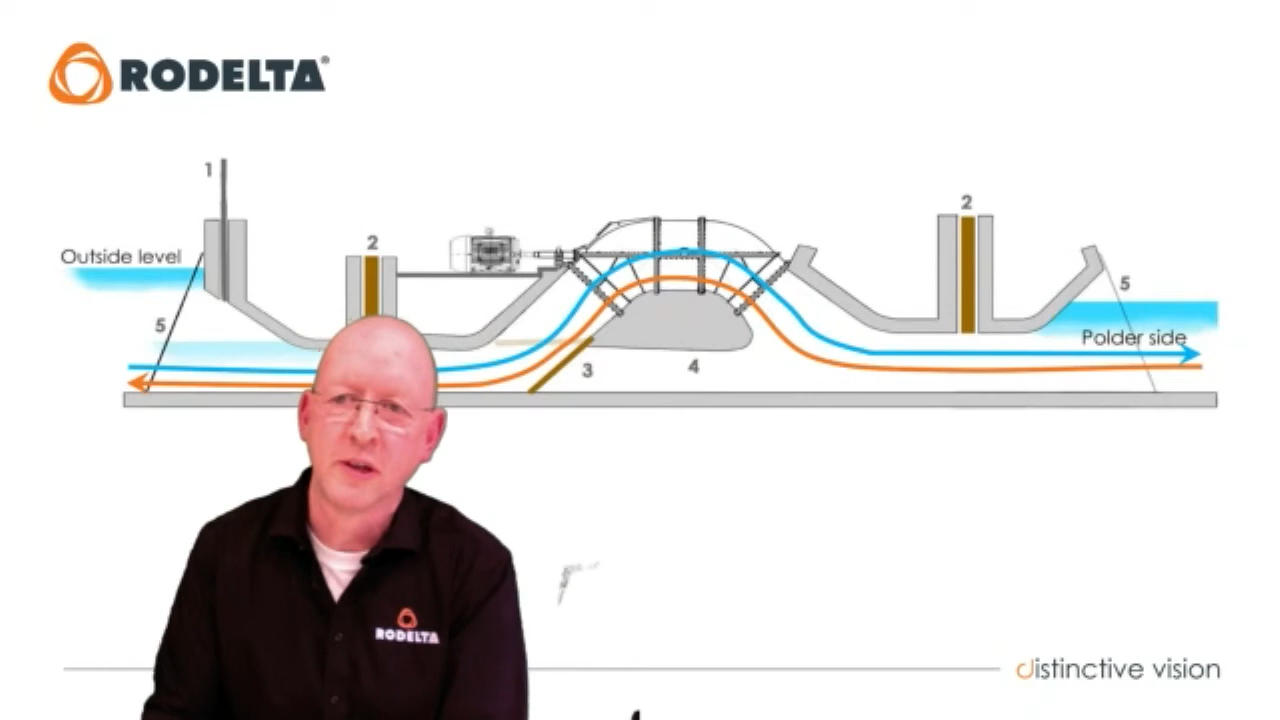 RODELTA®
1
2
2
Outside level
5
5
Polder side
3
4
RODELTA
distinctive vision